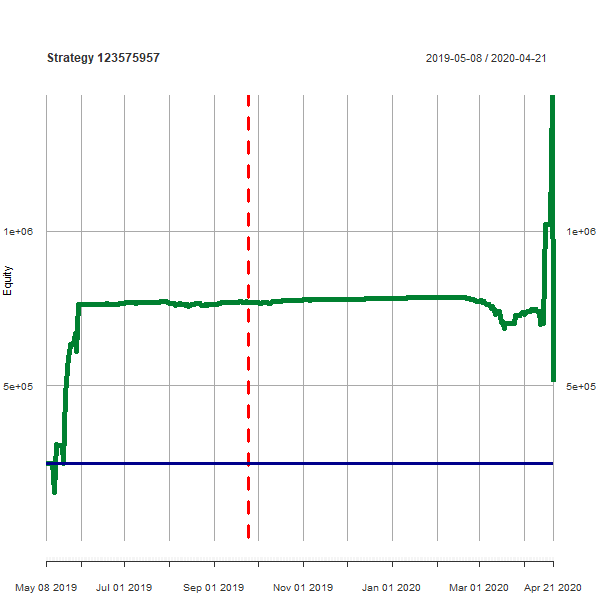 Strategy 123575957
2019-05-08 / 2020-04-21
1e+06
1e+06
Equity
5e+05
5e+05
May 08 2019
Jul 01 2019
Sep 01 2019
Nov 01 2019
Jan 01 2020
Mar 01 2020
Apr 21 2020